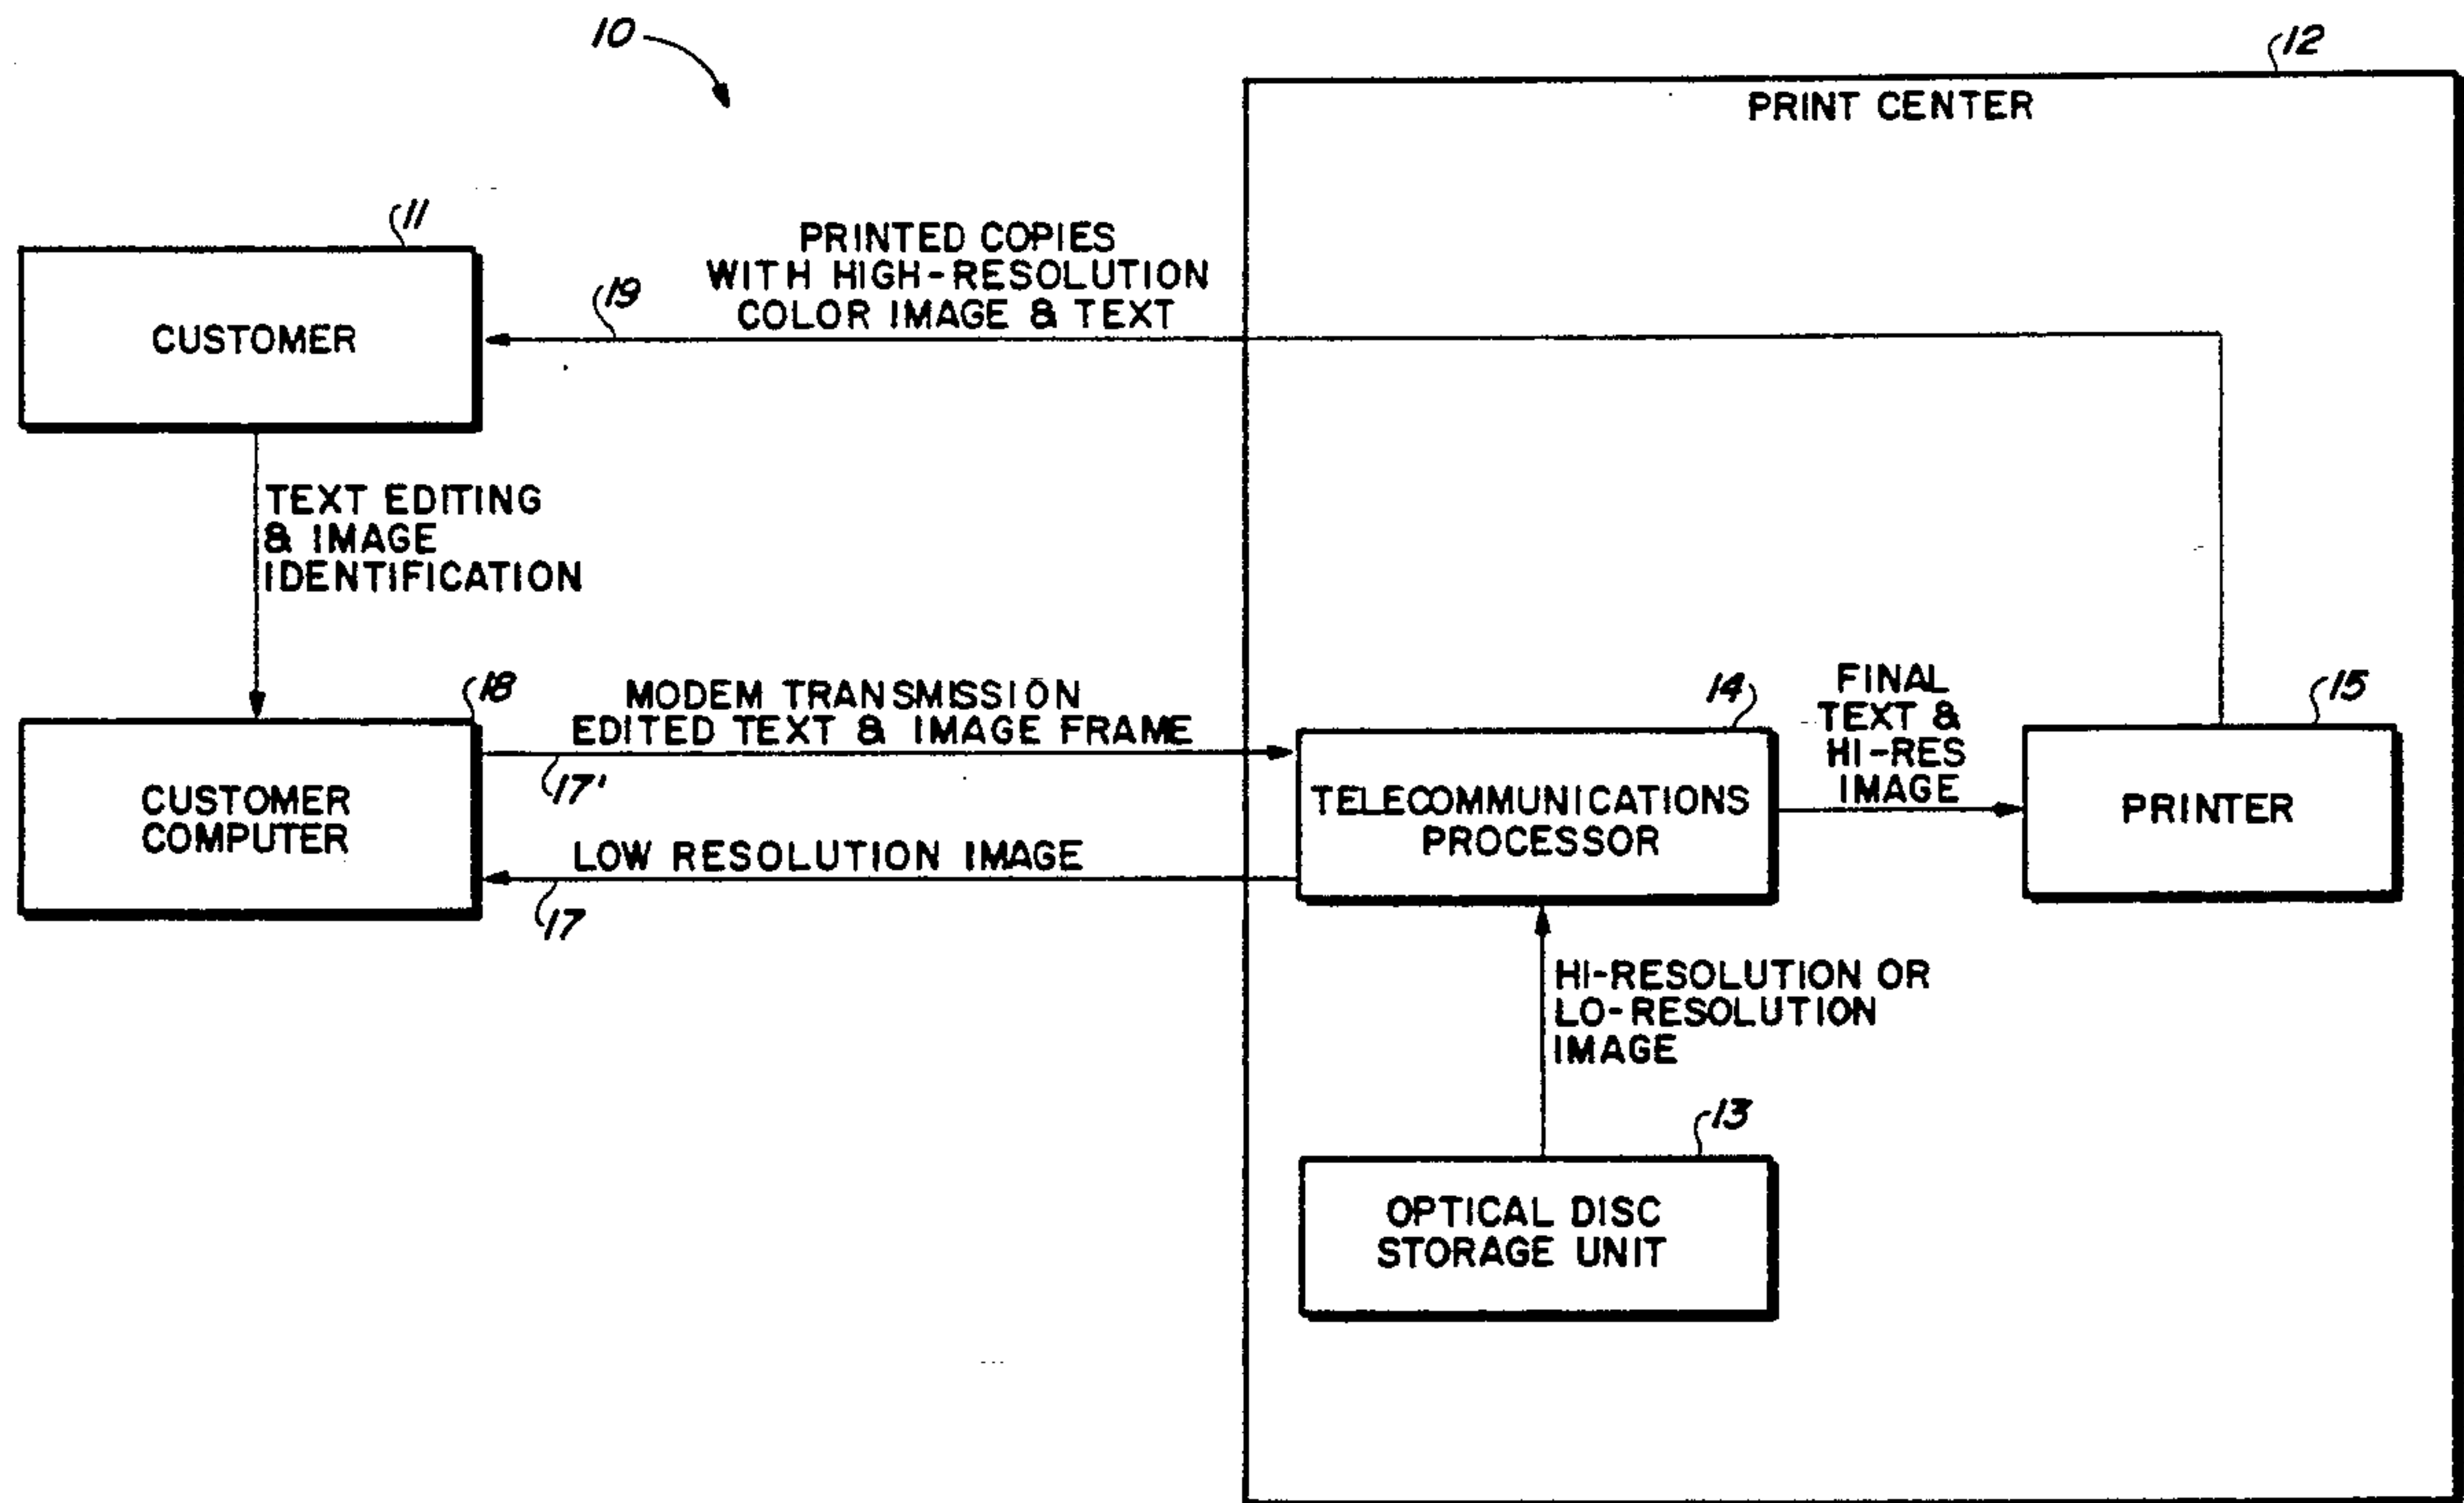 10
12
PRINT CENTER
11
CUSTOMER
19
PRINTED COPIES
WITH HIGH-RESOLUTION
COLOR IMAGE & TEXT
TEXT EDITING
& IMAGE
IDENTIFICATION
18
CUSTOMER
COMPUTER
MODEM TRANSMISSION
EDITED TEXT & IMAGE FRAME
17'
LOW RESOLUTION IMAGE
17
14
TELECOMMUNICATIONS
PROCESSOR
FINAL
TEXT &
HI-RES
IMAGE
15
PRINTER
HI-RESOLUTION OR
LO-RESOLUTION
IMAGE
13
OPTICAL DISC
STORAGE UNIT